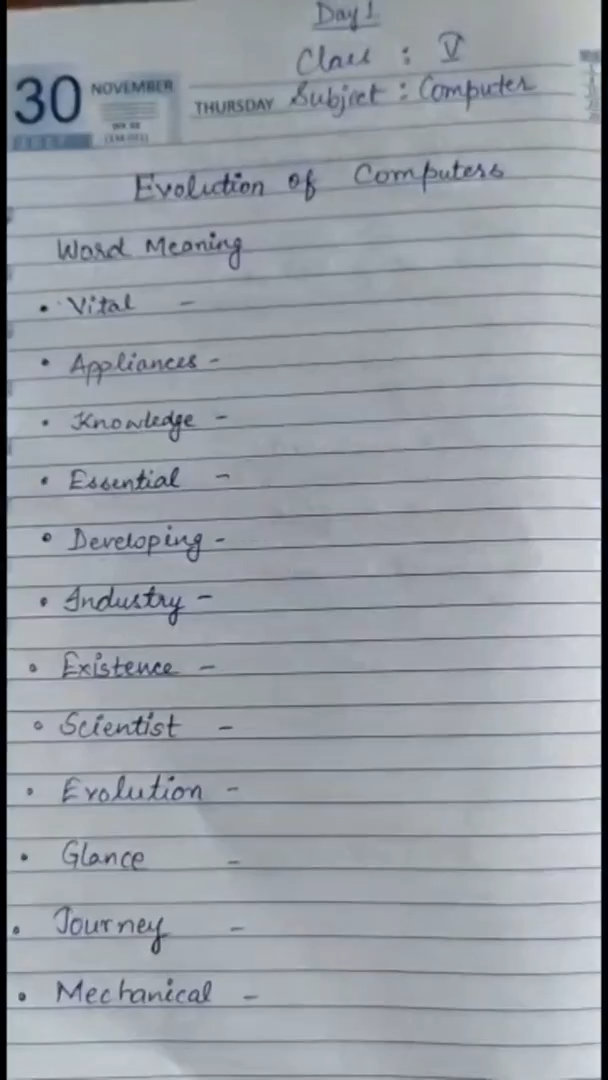 Day 1
Class : V
30 NOVEMBER
THURSDAY Subject : Computer
Evolution of Computers
Word Meaning
• Vital -
• Appliances -
• Knowledge -
• Essential -
• Developing -
• Industry -
• Existence -
• Scientist -
• Evolution -
• Glance -
• Journey -
• Mechanical -